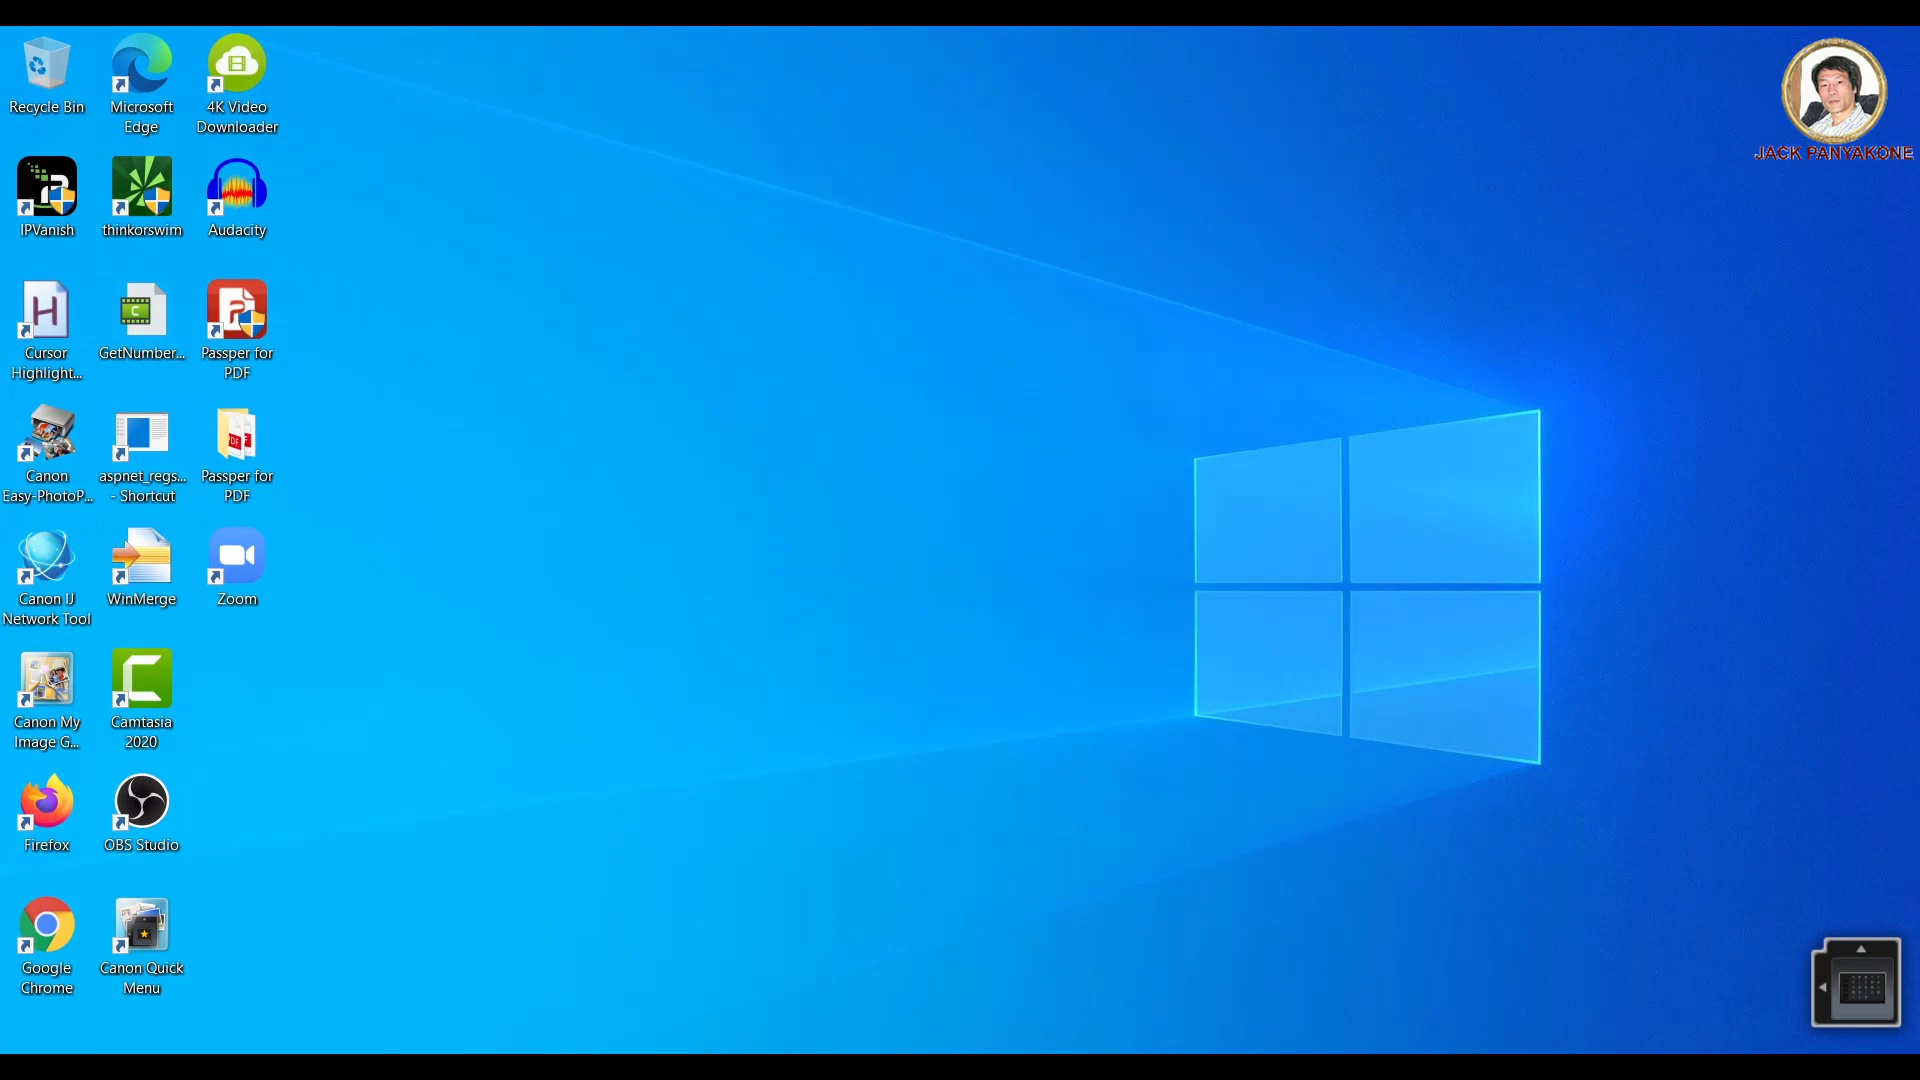 Recycle Bin
Microsoft
Edge
4K Video
Downloader
IPVanish
thinkorswim
Audacity
Cursor
Highlight...
GetNumber...
Passper for
PDF
Canon
Easy-PhotoP...
aspnet_regs...
- Shortcut
Passper for
PDF
Canon IJ
Network Tool
WinMerge
Zoom
Canon My
Image G...
Camtasia
2020
Firefox
OBS Studio
Google
Chrome
Canon Quick
Menu
JACK PANYAKONE